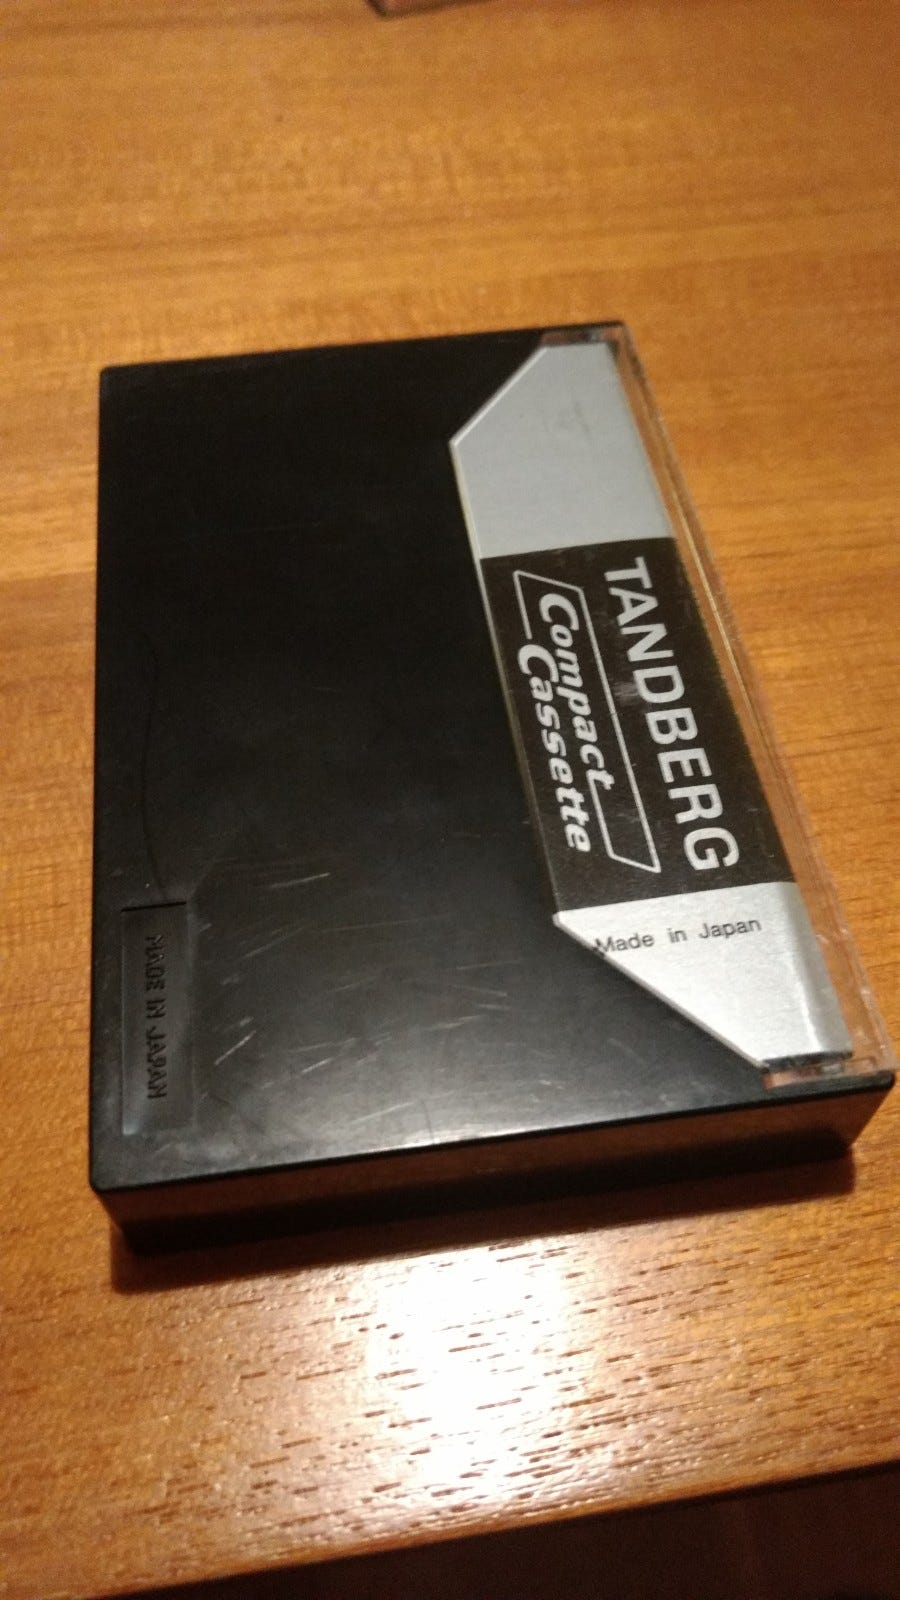 TANDBERG
Compact
Cassette
Made in Japan
MADE IN JAPAN